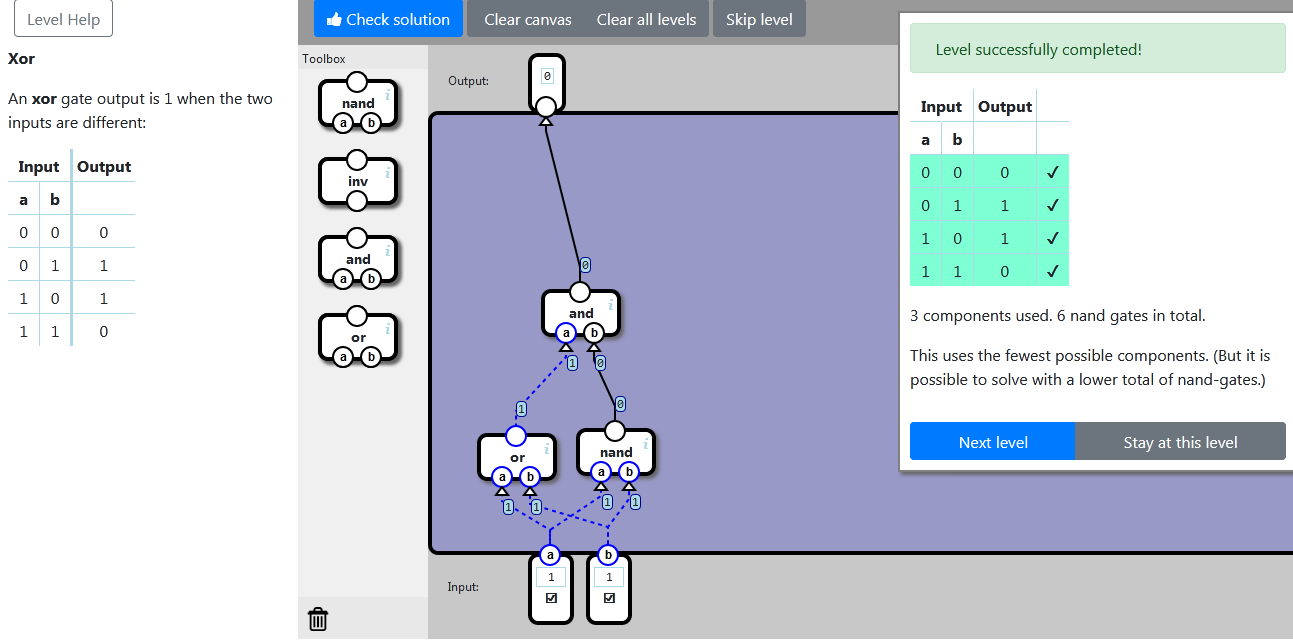 Level Help
Check solution
Clear canvas
Clear all levels
Skip level
Xor
An xor gate output is 1 when the two
inputs are different:
Input Output
a b
0 0 0
0 1 1
1 0 1
1 1 0
Toolbox
nand
i
a b
inv
i
and
i
a b
or
i
a b
Output:
0
0
and
i
a b
1 0
1 0
or
i
a b
nand
i
a b
1 1 1 1
a b
Input:
1 1
Level successfully completed!
Input Output
a b
0 0 0 ✓
0 1 1 ✓
1 0 1 ✓
1 1 0 ✓
3 components used. 6 nand gates in total.
This uses the fewest possible components. (But it is
possible to solve with a lower total of nand-gates.)
Next level
Stay at this level